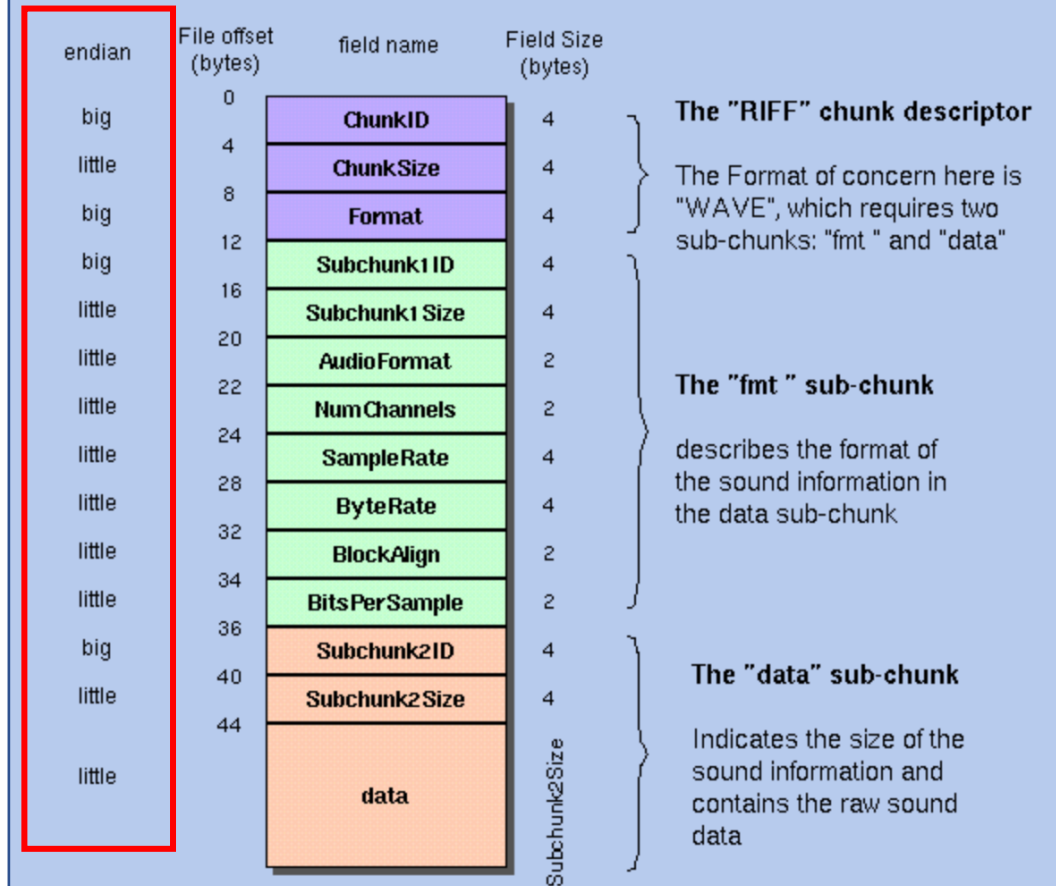 endian
File offset
(bytes)
field name
Field Size
(bytes)
0
big
ChunkID
4
4
little
ChunkSize
4
8
big
Format
4
12
The "RIFF" chunk descriptor
The Format of concern here is
"WAVE", which requires two
sub-chunks: "fmt " and "data"
big
Subchunk1ID
4
16
little
Subchunk1Size
4
20
little
AudioFormat
2
22
little
NumChannels
2
24
little
SampleRate
4
28
little
ByteRate
4
32
little
BlockAlign
2
34
little
BitsPerSample
2
36
The "fmt " sub-chunk
describes the format of
the sound information in
the data sub-chunk
big
Subchunk2ID
4
40
little
Subchunk2Size
4
44
little
data
Subchunk2Size
The "data" sub-chunk
Indicates the size of the
sound information and
contains the raw sound
data